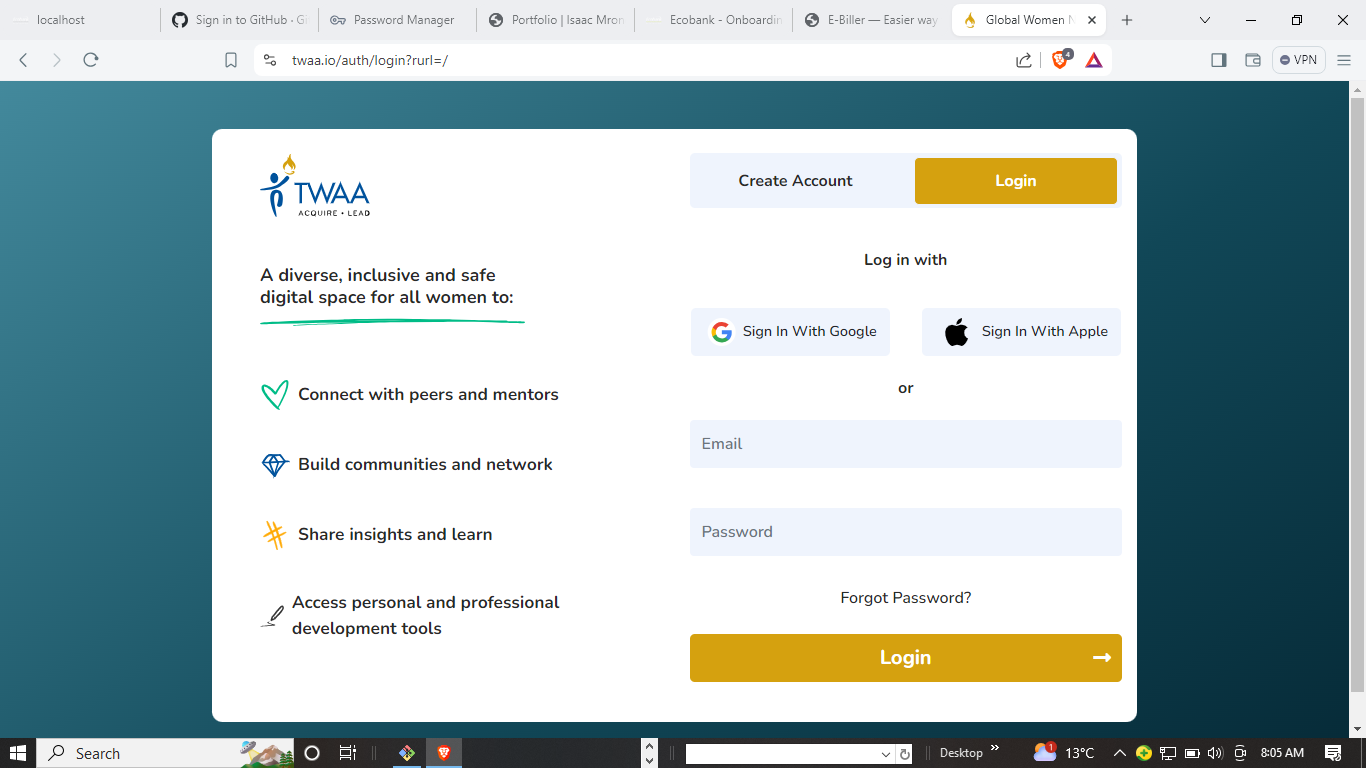 localhost
Sign in to GitHub · Gi
Password Manager
Portfolio | Isaac Mron
Ecobank - Onboardin
E-Biller — Easier way
Global Women N
twaa.io/auth/login?rurl=/
4
VPN
TWAA
ACQUIRE • LEAD
A diverse, inclusive and safe
digital space for all women to:
Connect with peers and mentors
Build communities and network
Share insights and learn
Access personal and professional
development tools
Create Account
Login
Log in with
Sign In With Google
Sign In With Apple
or
Email
Password
Forgot Password?
Login
Search
Desktop
1
13°C
8:05 AM